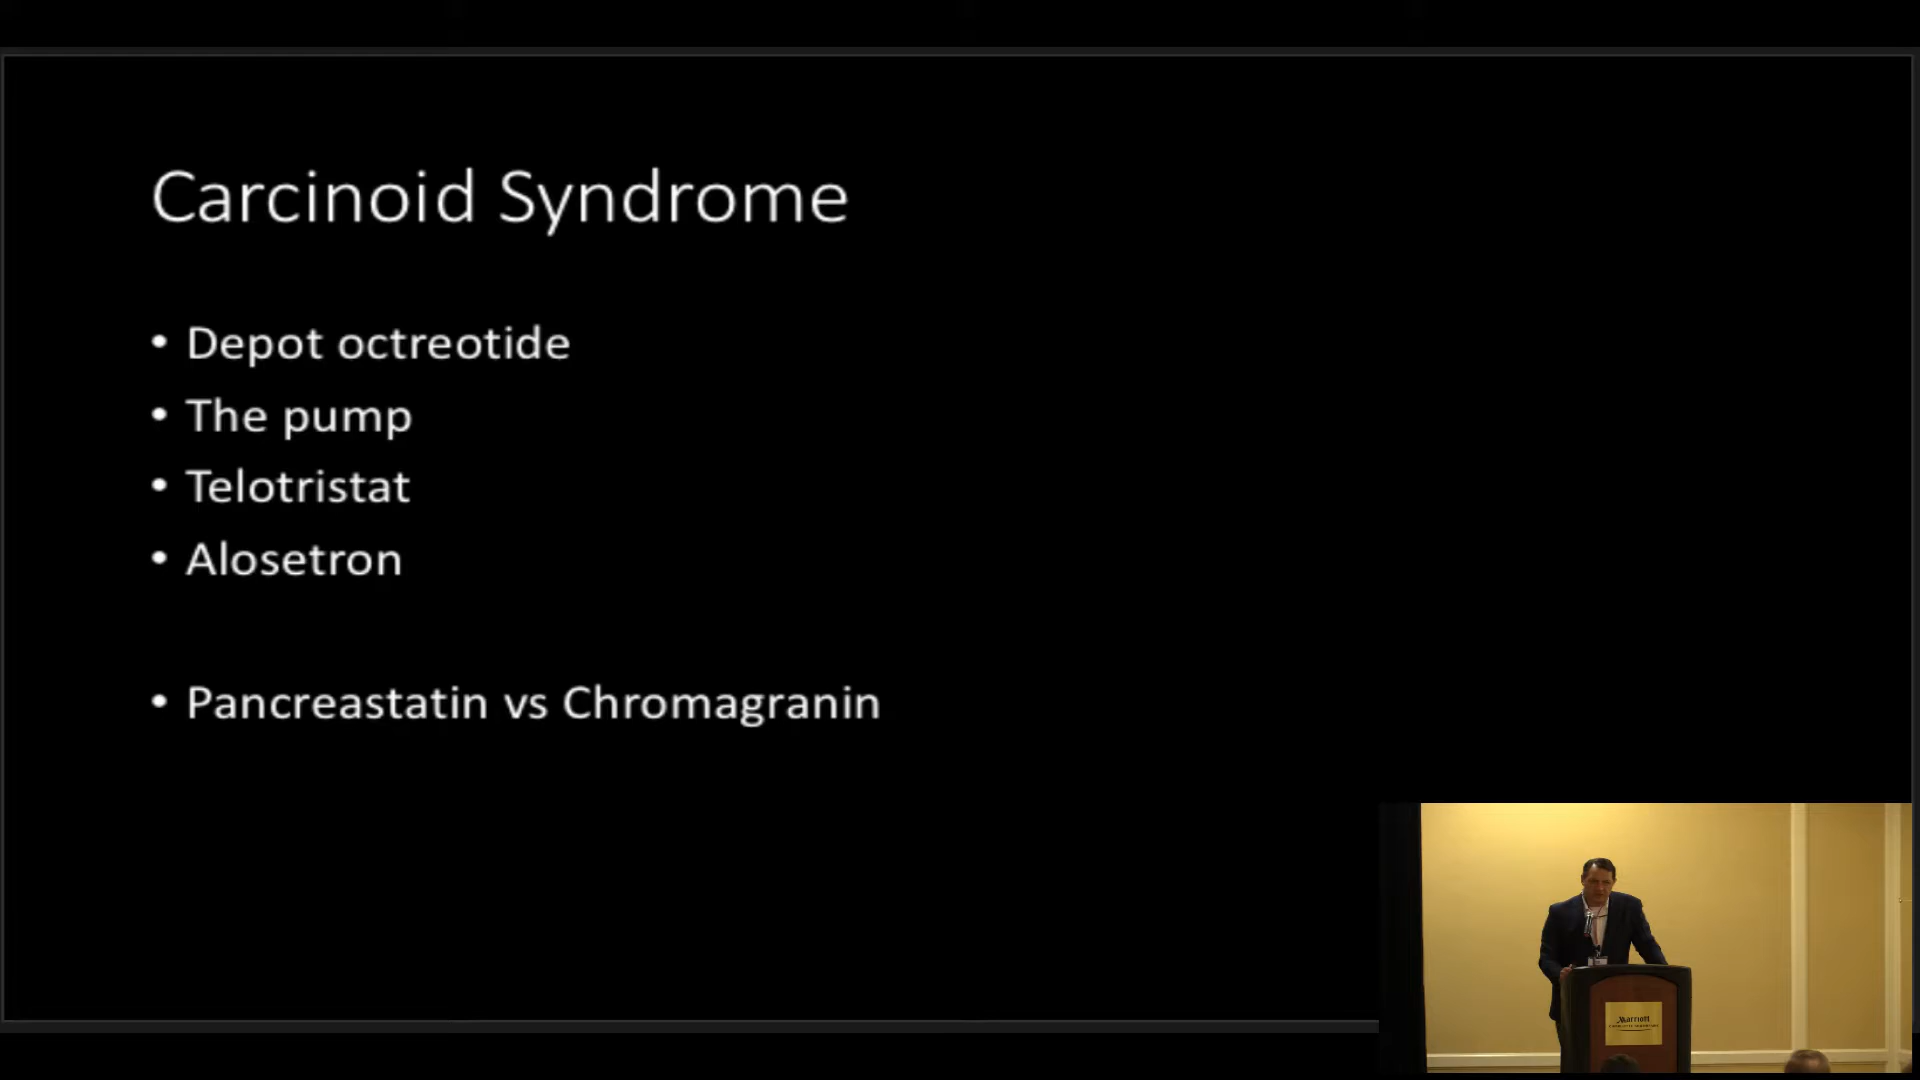 Carcinoid Syndrome
• Depot octreotide
• The pump
• Telotristat
• Alosetron
• Pancreastatin vs Chromagranin
Marriott